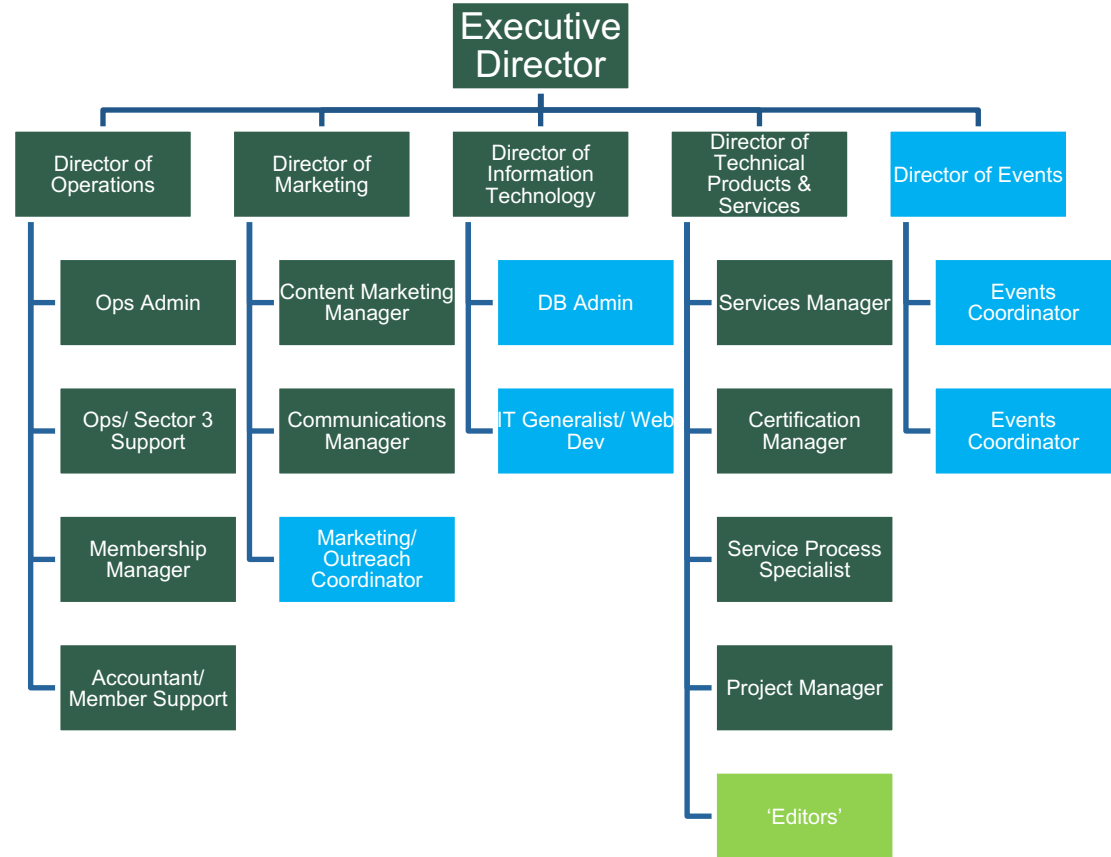 Executive
Director
Director of
Operations
Director of
Marketing
Director of
Information
Technology
Director of
Technical
Products &
Services
Director of Events
Ops Admin
Content Marketing
Manager
DB Admin
Services Manager
Events
Coordinator
Ops/ Sector 3
Support
Communications
Manager
IT Generalist/ Web
Dev
Certification
Manager
Events
Coordinator
Membership
Manager
Marketing/
Outreach
Coordinator
Service Process
Specialist
Accountant/
Member Support
Project Manager
‘Editors’